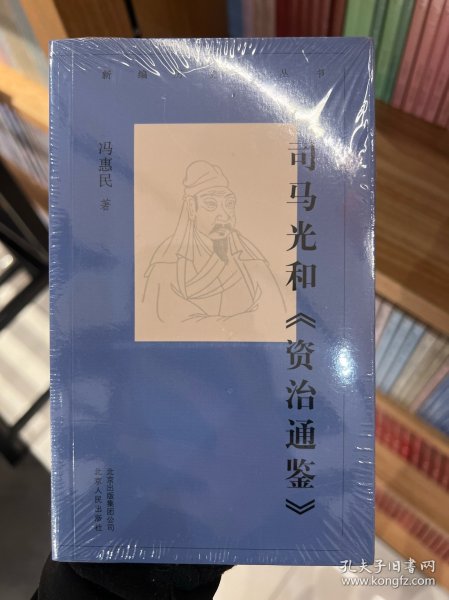 新编
丛书
司马光和《资治通鉴》
冯惠民 著
北京出版集团公司
北京人民出版社
孔夫子旧书网
www.kongfz.com